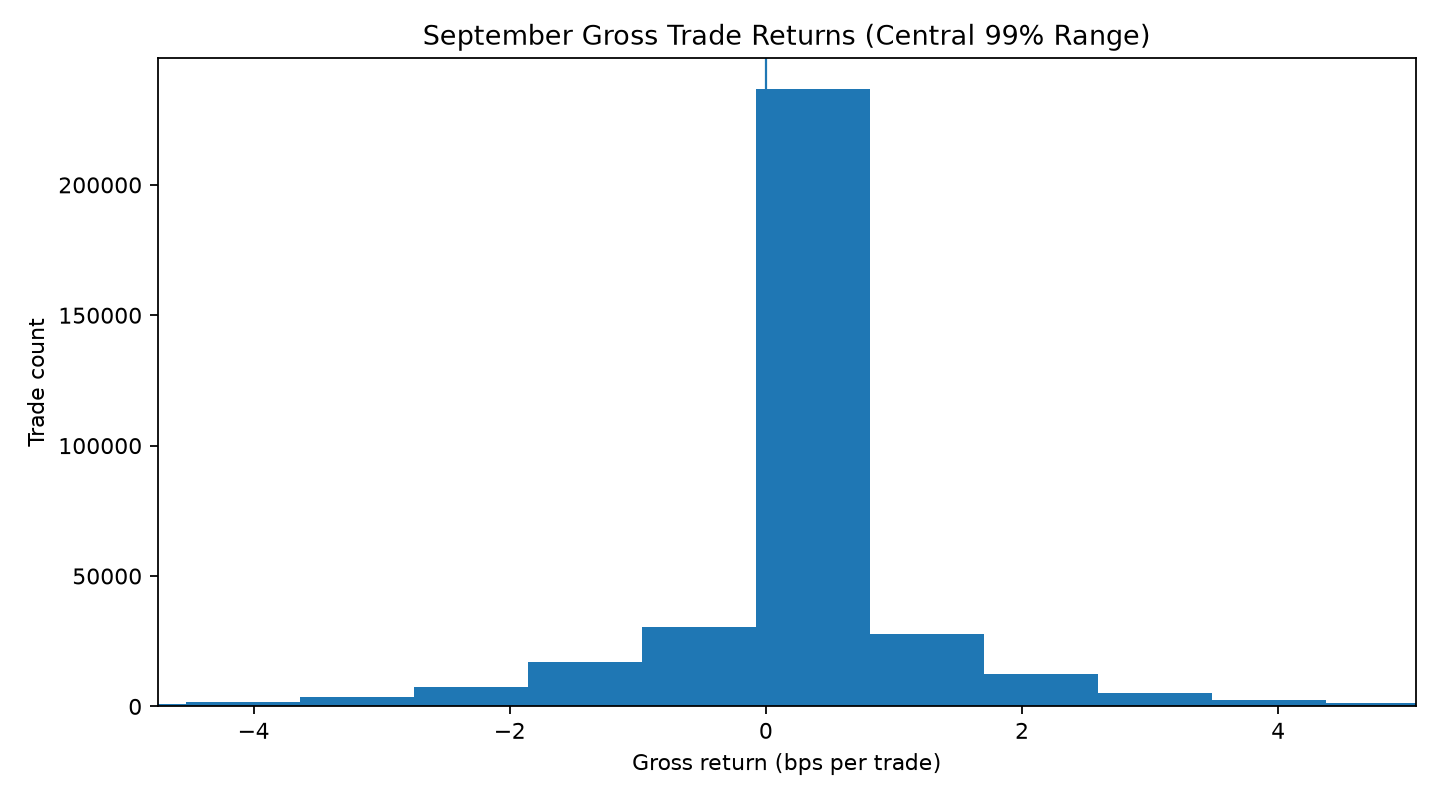 September Gross Trade Returns (Central 99% Range)
Trade count
200000
150000
100000
50000
0
−4 −2 0 2 4
Gross return (bps per trade)